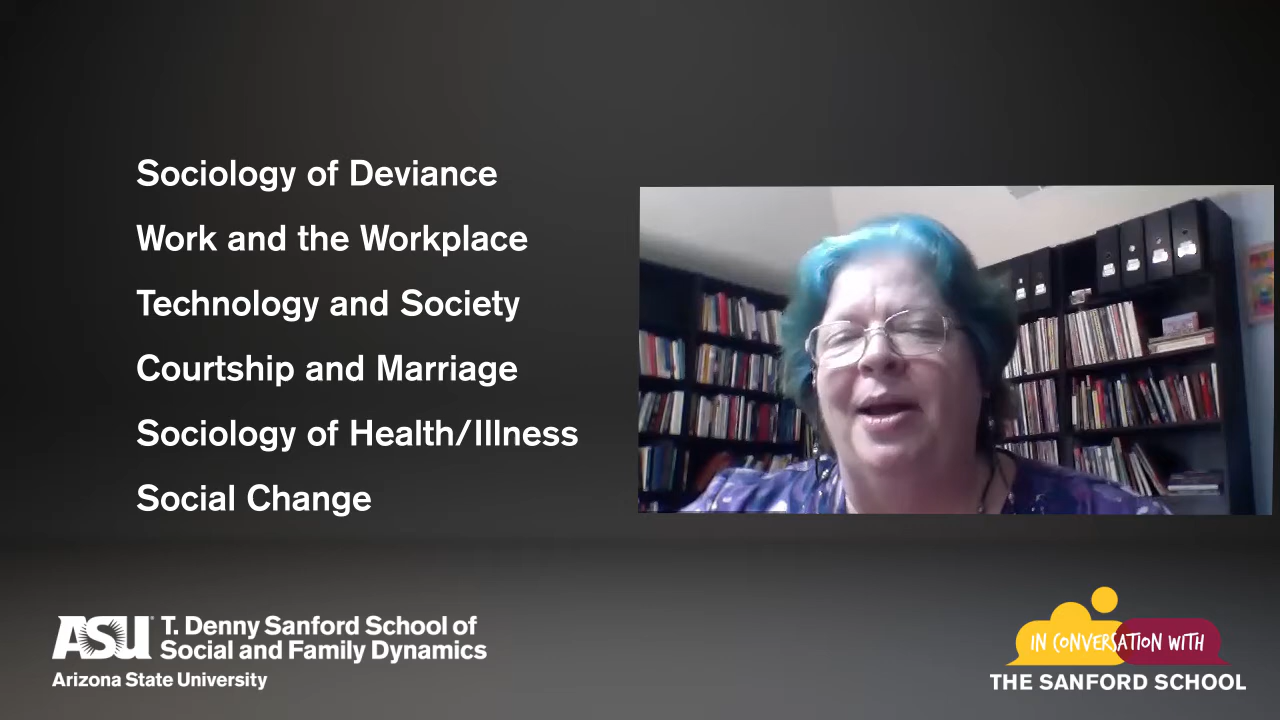 Sociology of Deviance
Work and the Workplace
Technology and Society
Courtship and Marriage
Sociology of Health/Illness
Social Change
ASU T. Denny Sanford School of
Social and Family Dynamics
Arizona State University
IN CONVERSATION WITH
THE SANFORD SCHOOL